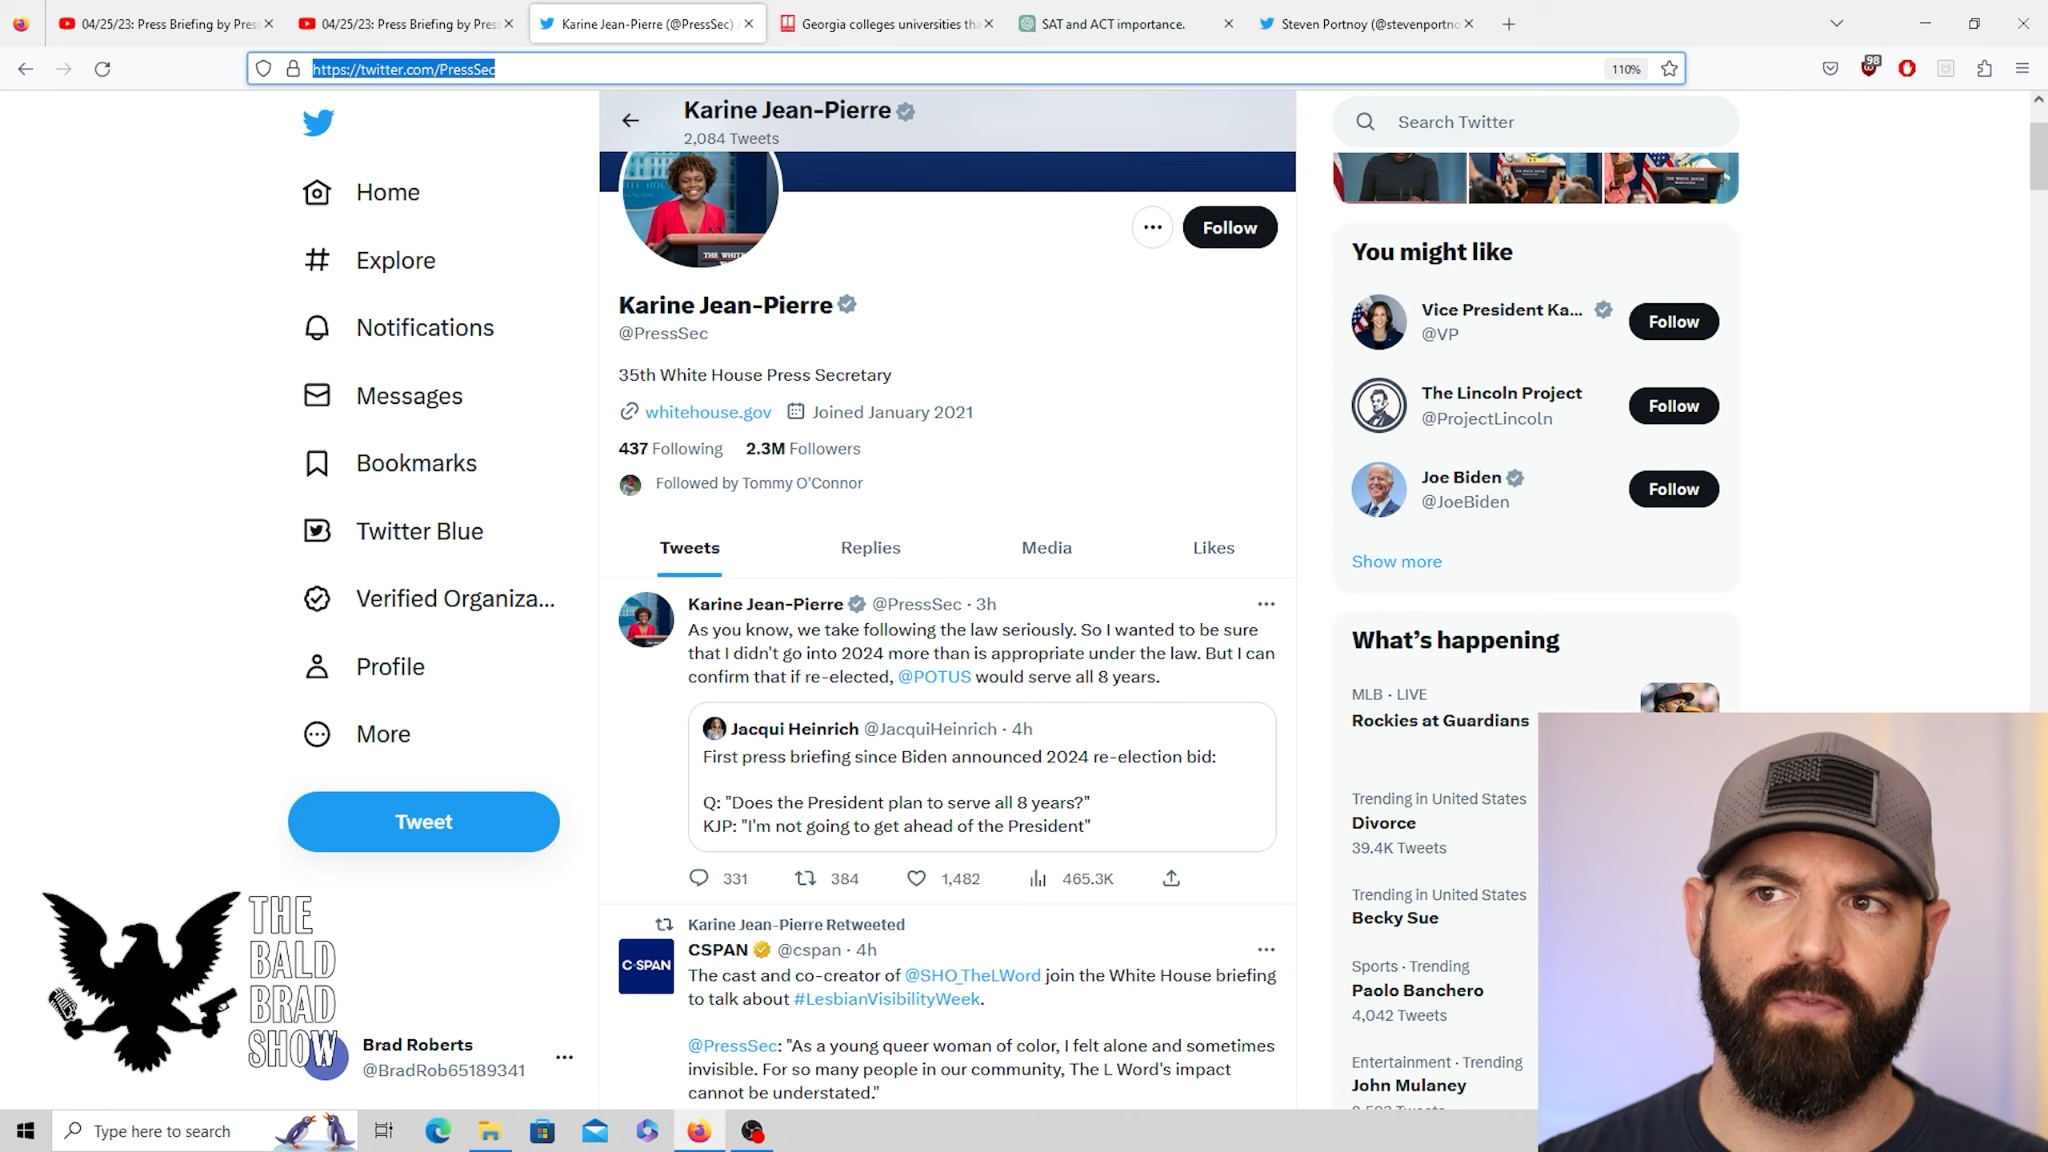 04/25/23: Press Briefing by Pres
04/25/23: Press Briefing by Press
Karine Jean-Pierre (@PressSec) /
Georgia colleges universities tha
SAT and ACT importance.
Steven Portnoy (@stevenportno
https://twitter.com/PressSec
110%
98
Karine Jean-Pierre
2,084 Tweets
Search Twitter
Home
Explore
Notifications
Messages
Bookmarks
Twitter Blue
Verified Organiza...
Profile
More
Tweet
THE BALD BRAD SHOW
Brad Roberts
@BradRob65189341
THE WHITE
Follow
Karine Jean-Pierre
@PressSec
35th White House Press Secretary
whitehouse.gov Joined January 2021
437 Following 2.3M Followers
Followed by Tommy O'Connor
Tweets Replies Media Likes
Karine Jean-Pierre @PressSec · 3h
As you know, we take following the law seriously. So I wanted to be sure
that I didn't go into 2024 more than is appropriate under the law. But I can
confirm that if re-elected, @POTUS would serve all 8 years.
Jacqui Heinrich @JacquiHeinrich · 4h
First press briefing since Biden announced 2024 re-election bid:
Q: "Does the President plan to serve all 8 years?"
KJP: "I'm not going to get ahead of the President"
331 384 1,482 465.3K
Karine Jean-Pierre Retweeted
C-SPAN
CSPAN @cspan · 4h
The cast and co-creator of @SHO_TheLWord join the White House briefing
to talk about #LesbianVisibilityWeek.
@PressSec: "As a young queer woman of color, I felt alone and sometimes
invisible. For so many people in our community, The L Word's impact
cannot be understated."
You might like
Vice President Ka...
@VP
Follow
The Lincoln Project
@ProjectLincoln
Follow
Joe Biden
@JoeBiden
Follow
Show more
What's happening
MLB · LIVE
Rockies at Guardians
Trending in United States
Divorce
39.4K Tweets
Trending in United States
Becky Sue
Sports · Trending
Paolo Banchero
4,042 Tweets
Entertainment · Trending
John Mulaney
Type here to search